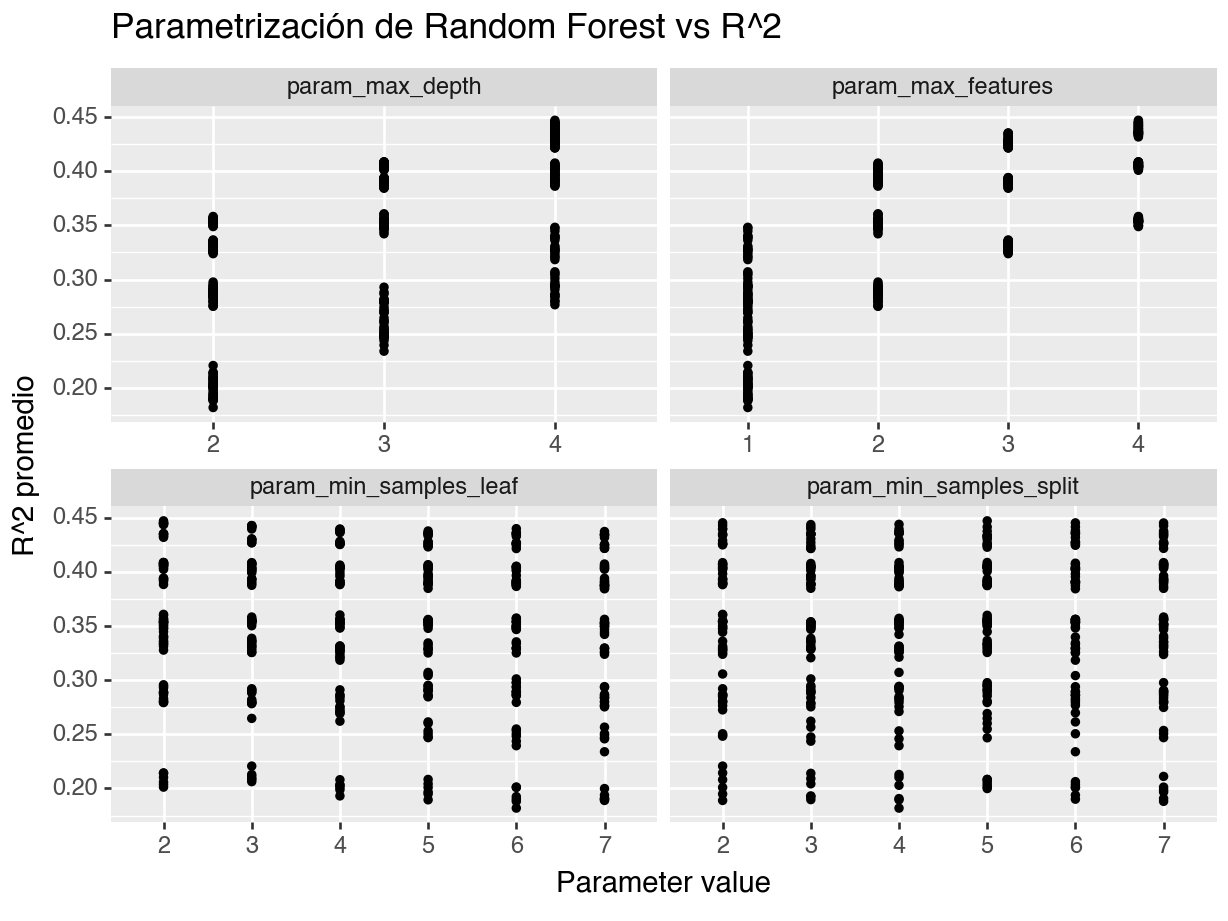 Parametrización de Random Forest vs R^2
param_max_depth
param_max_features
0.45
0.40
0.35
0.30
0.25
0.20
2 3 4
1 2 3 4
R^2 promedio
param_min_samples_leaf
param_min_samples_split
0.45
0.40
0.35
0.30
0.25
0.20
2 3 4 5 6 7
2 3 4 5 6 7
Parameter value